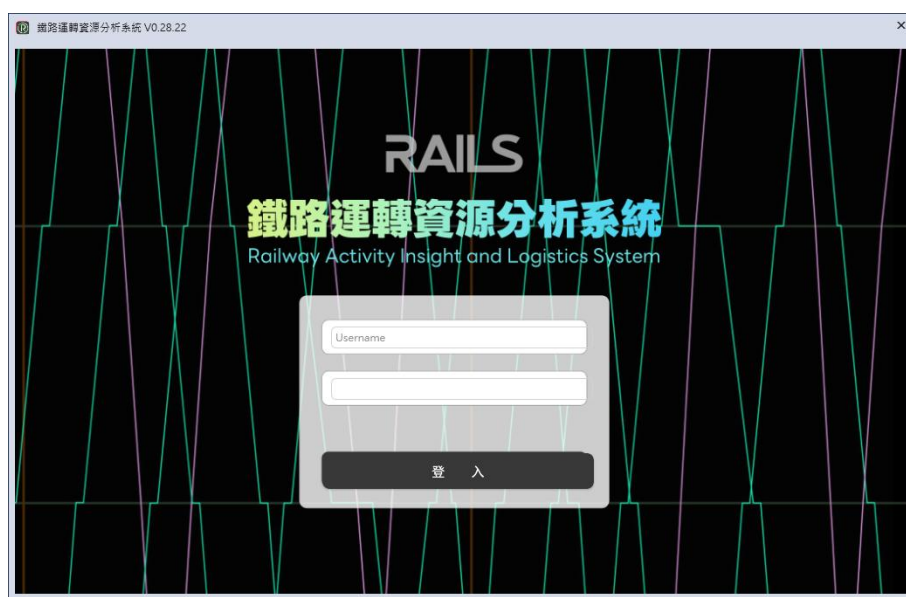 鐵路運轉資源分析系統 V0.28.22
×
RAILS
鐵路運轉資源分析系統
Railway Activity Insight and Logistics System
Username
登 入